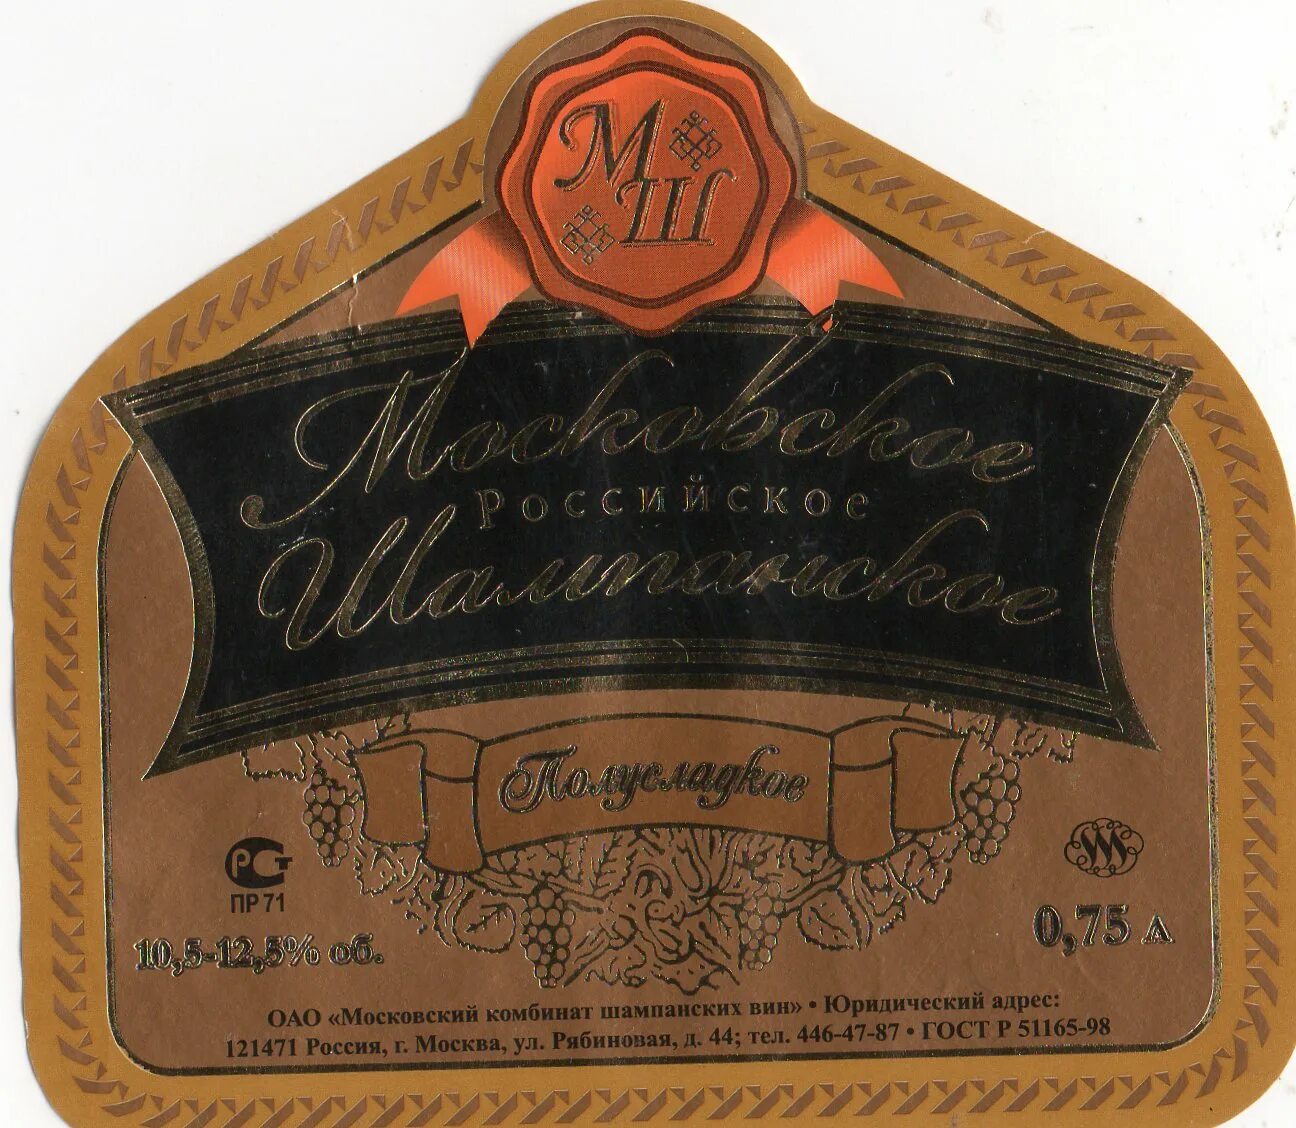 М
Ш
Московское
Российское
Шампанское
Полусладкое
РСТ
ПР 71
10,5-12,5% об.
0,75 л
ОАО «Московский комбинат шампанских вин» • Юридический адрес:
121471 Россия, г. Москва, ул. Рябиновая, д. 44; тел. 446-47-87 • ГОСТ Р 51165-98